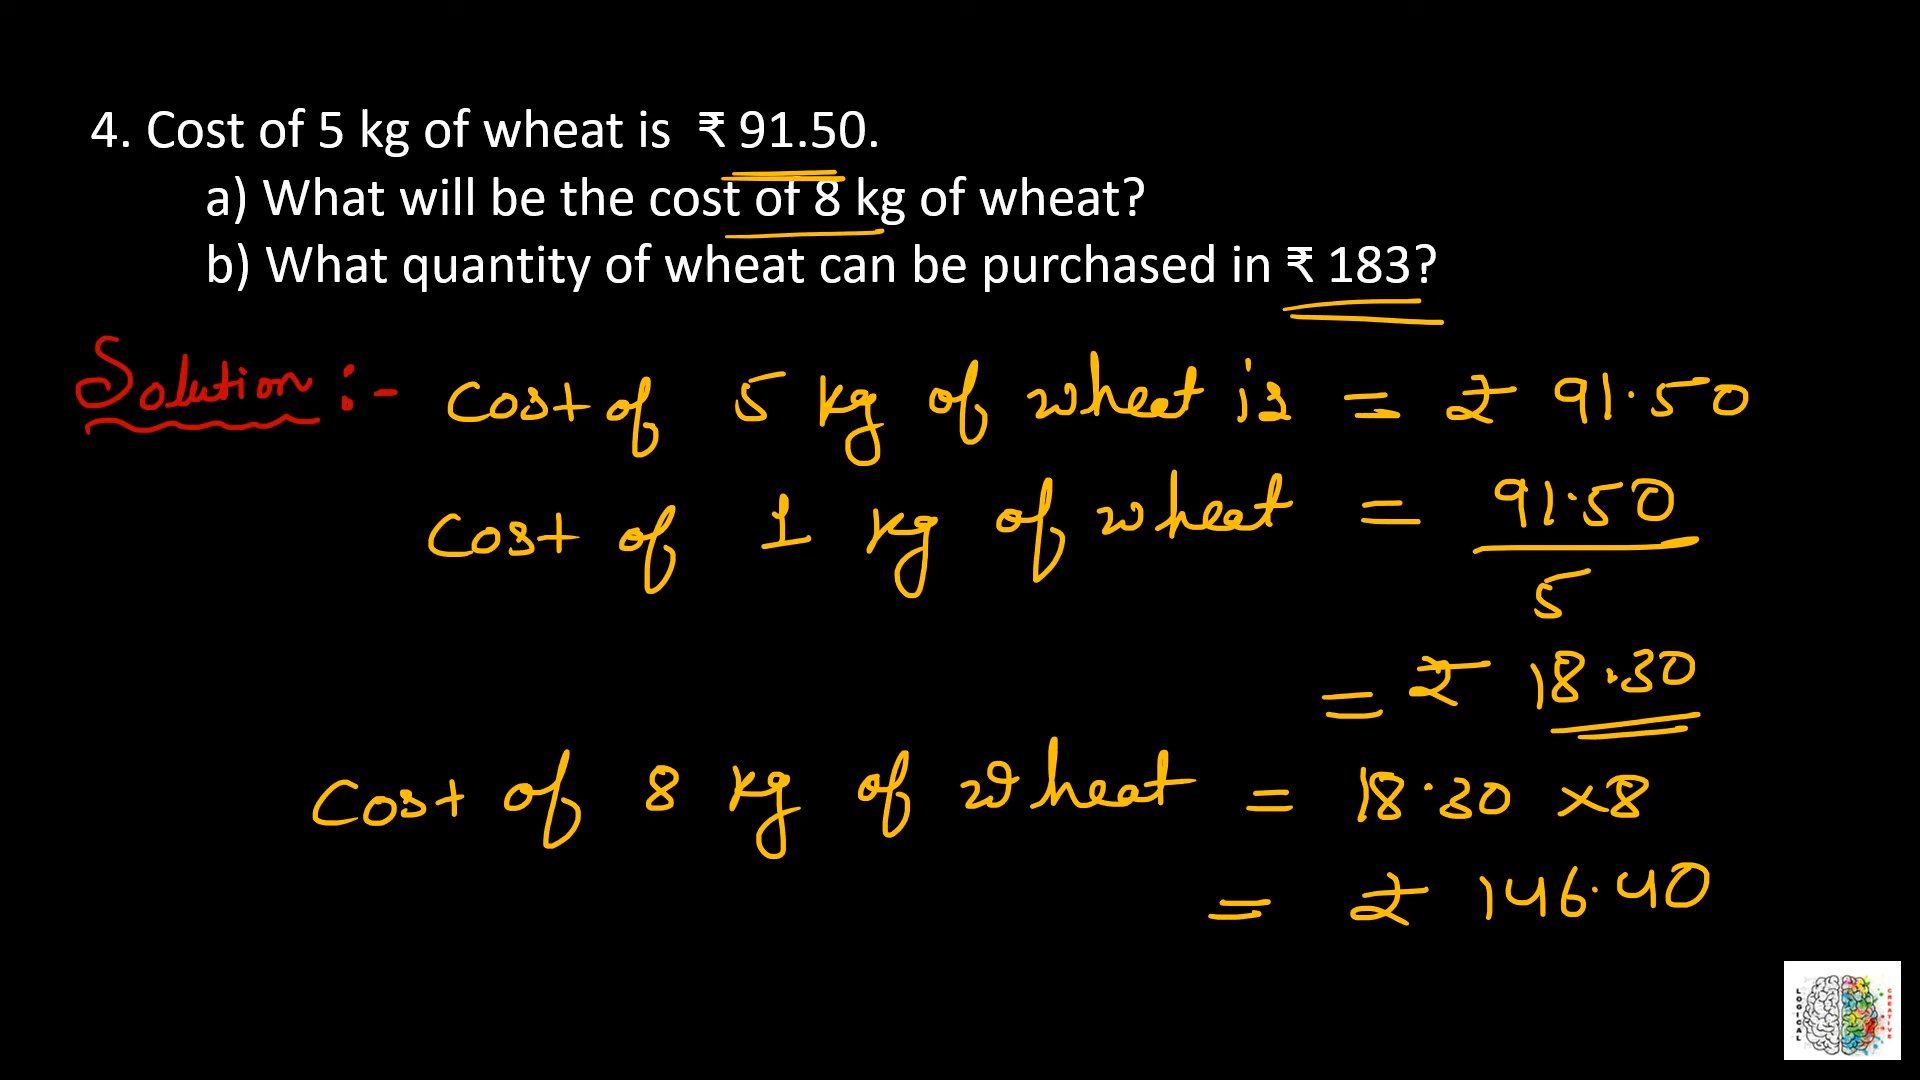 4. Cost of 5 kg of wheat is ₹ 91.50.
a) What will be the cost of 8 kg of wheat?
b) What quantity of wheat can be purchased in ₹ 183?
Solution :- Cost of 5 kg of wheat is = ₹ 91.50
Cost of 1 kg of wheat = 91.50
5
= ₹ 18.30
Cost of 8 kg of wheat = 18.30 ×8
= ₹ 146.40
LOGICAL
CREATIVE